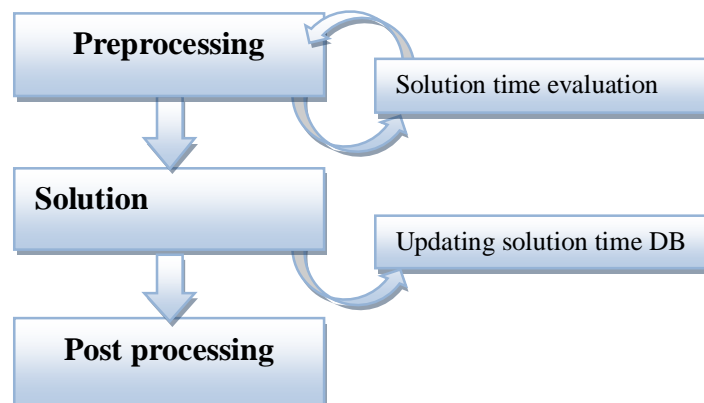 Preprocessing
Solution time evaluation
Solution
Updating solution time DB
Post processing